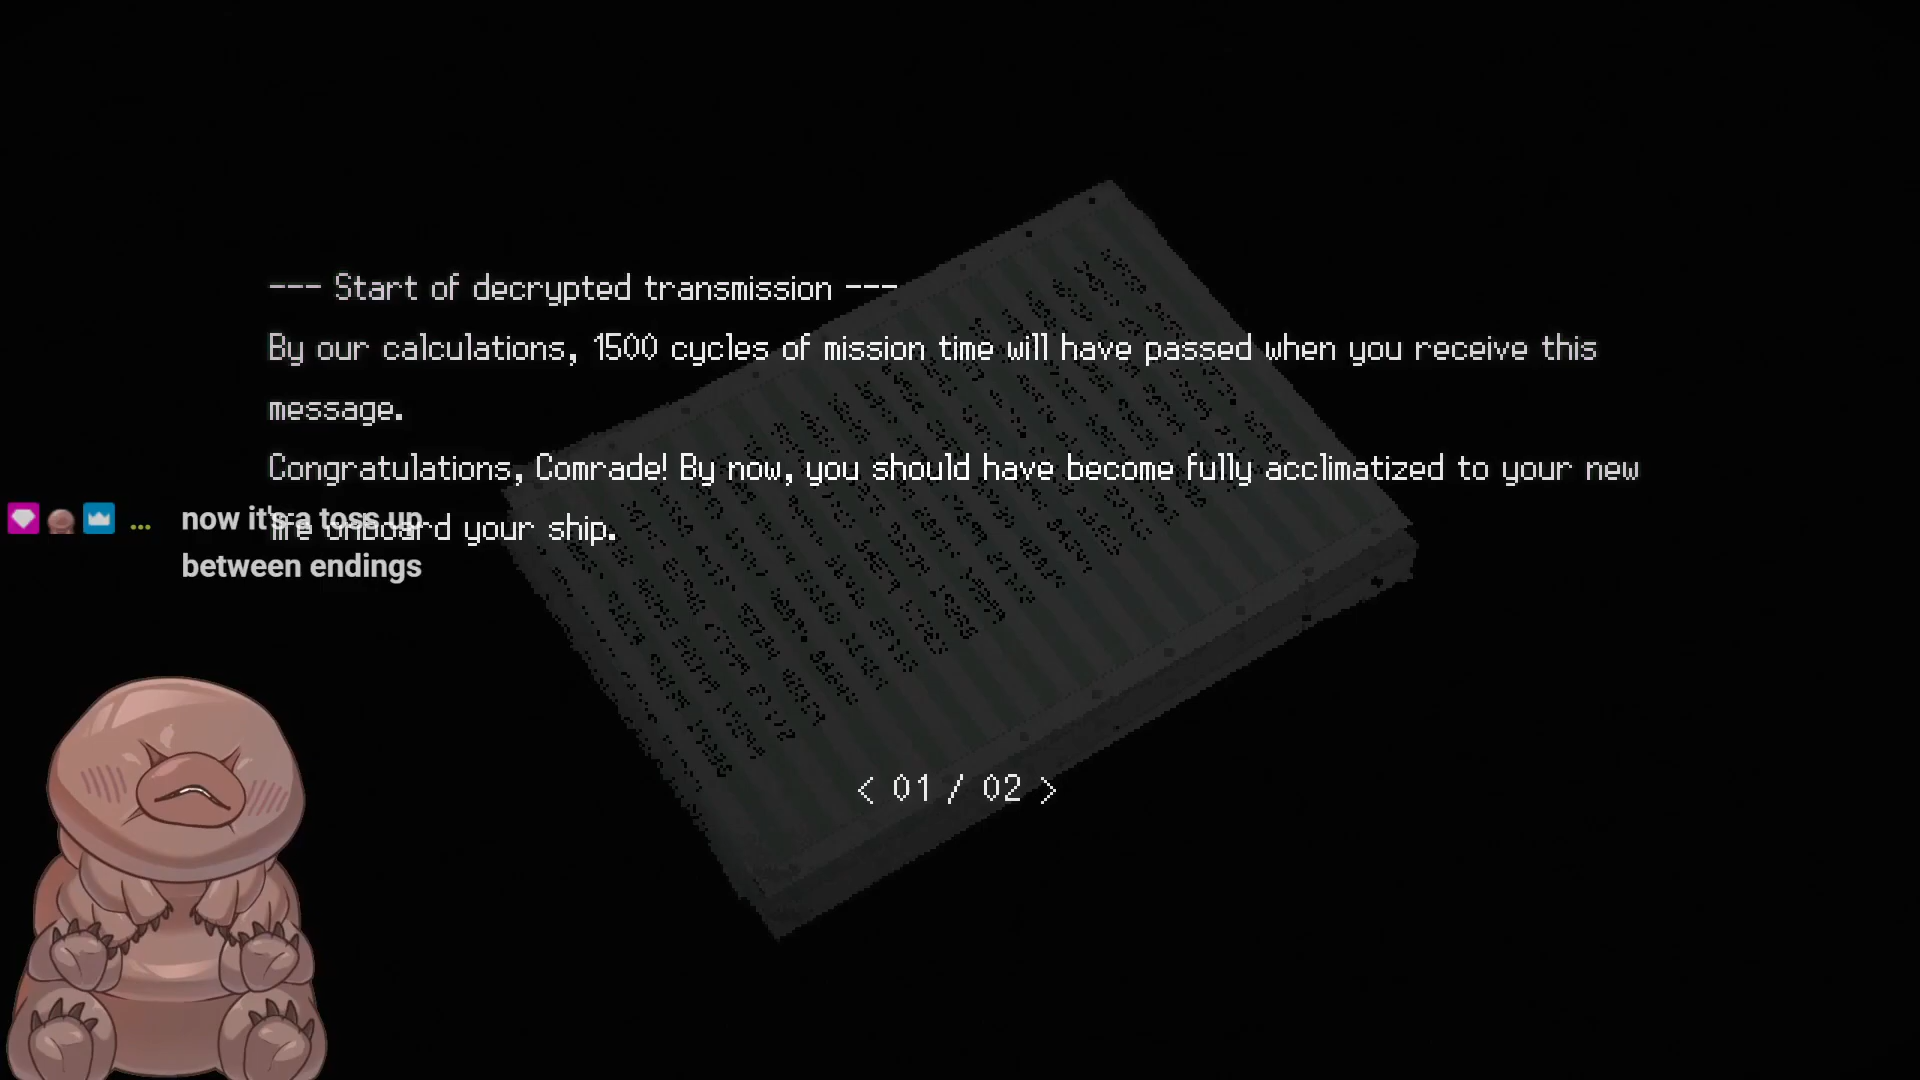 --- Start of decrypted transmission ---
By our calculations, 1500 cycles of mission time will have passed when you receive this
message.
Congratulations, Comrade! By now, you should have become fully acclimatized to your new
life onboard your ship.
... now it's a toss up
between endings
< 01 / 02 >